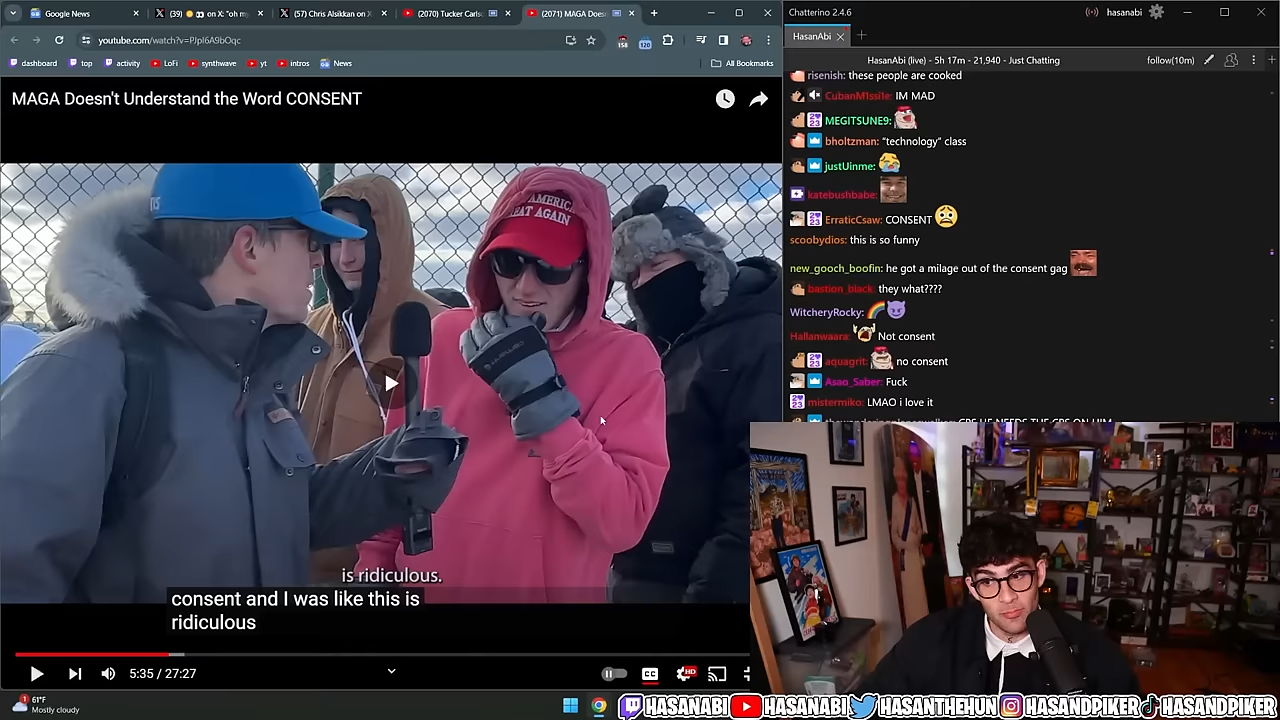 Google News
(39) 👀 on X: "oh m
(57) Chris Alsikkan on X:
(2070) Tucker Carls
(2071) MAGA Does
youtube.com/watch?v=PJpI6A9bOqc
158
120
dashboard
top
activity
LoFi
synthwave
yt
intros
News
All Bookmarks
MAGA Doesn't Understand the Word CONSENT
AMERICA
EAT AGAIN
is ridiculous.
consent and I was like this is
ridiculous
5:35 / 27:27
HD
61°F
Mostly cloudy
Chatterino 2.4.6
hasanabi
HasanAbi
HasanAbi (live) - 5h 17m - 21,940 - Just Chatting
follow(10m)
risenish: these people are cooked
CubanM1ssi1e: IM MAD
MEGITSUNE9:
bholtzman: “technology” class
justUinme:
katebushbabe:
ErraticCsaw: CONSENT
scoobydios: this is so funny
new_gooch_boofin: he got a milage out of the consent gag
bastion_black: they what????
WitcheryRocky:
Hallanwaara: Not consent
aquagrit: no consent
Asao_Saber: Fuck
mistermiko: LMAO i love it
HASANABI
HASANABI
HASANTHEHUN
HASANDPIKER
HASANDPIKER